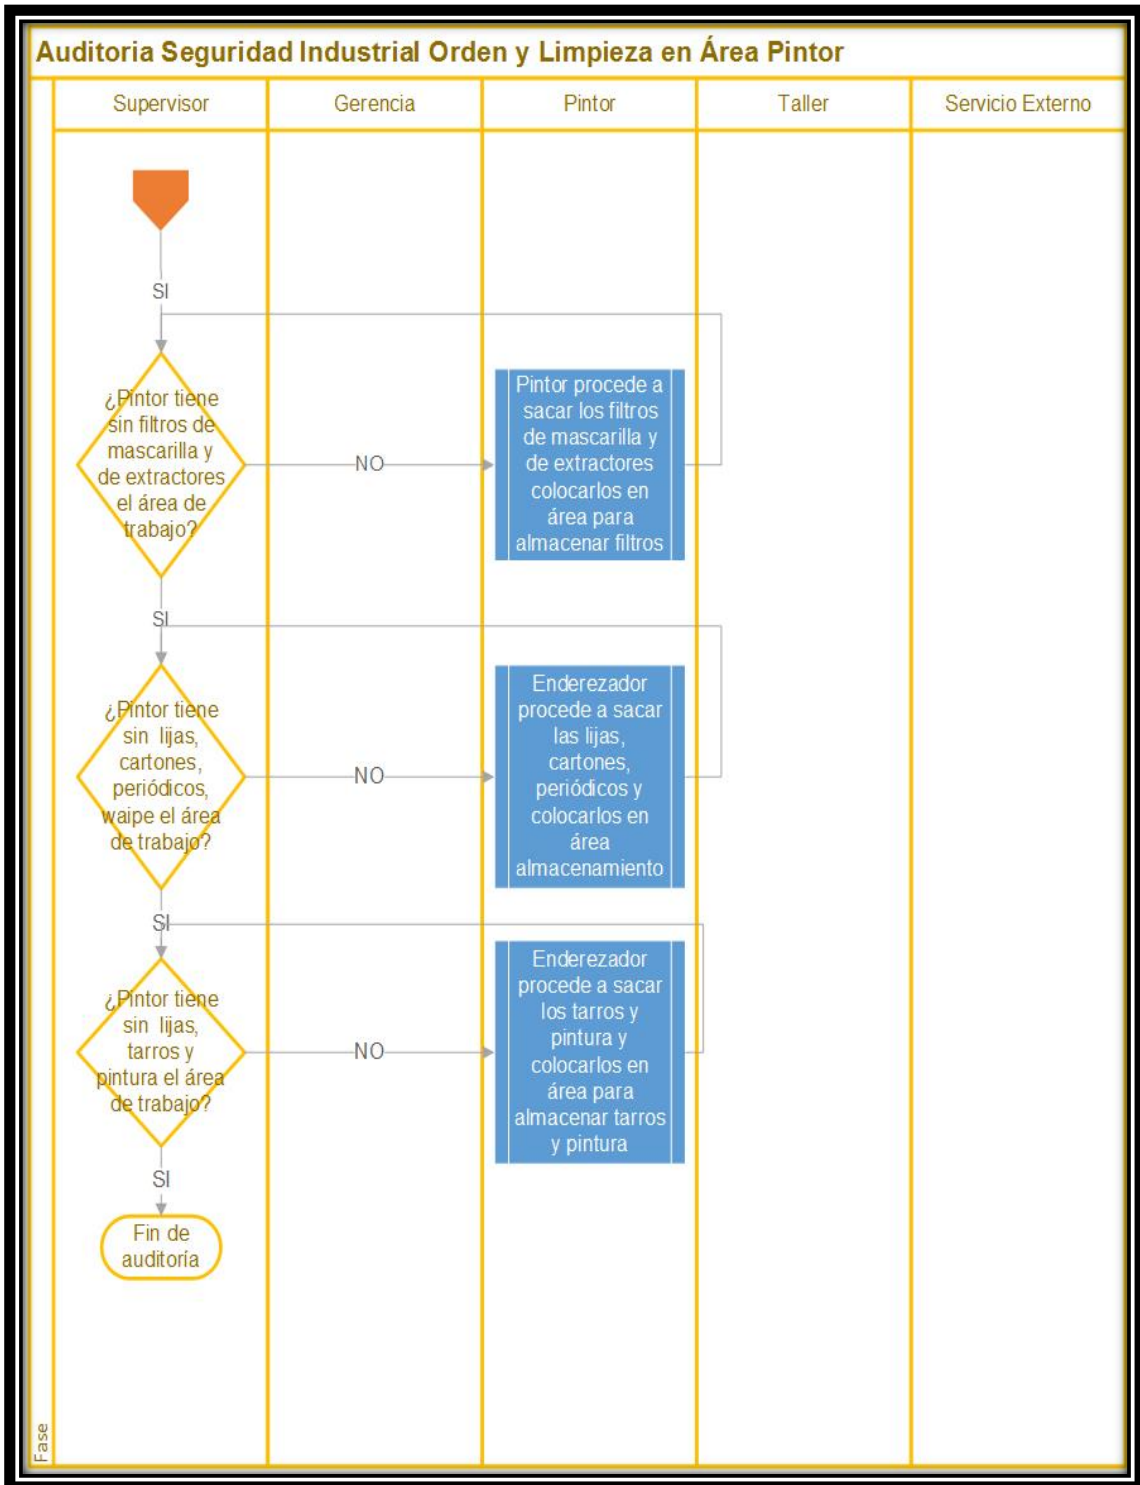 Auditoria Seguridad Industrial Orden y Limpieza en Área Pintor
Supervisor
Gerencia
Pintor
Taller
Servicio Externo
SI
¿Pintor tiene
sin filtros de
mascarilla y
de extractores
el área de
trabajo?
NO
Pintor procede a
sacar los filtros
de mascarilla y
de extractores
colocarlos en
área para
almacenar filtros
SI
¿Pintor tiene
sin lijas,
cartones,
periódicos,
waipe el área
de trabajo?
NO
Enderezador
procede a sacar
las lijas,
cartones,
periódicos y
colocarlos en
área
almacenamiento
SI
¿Pintor tiene
sin lijas,
tarros y
pintura el área
de trabajo?
NO
Enderezador
procede a sacar
los tarros y
pintura y
colocarlos en
área para
almacenar tarros
y pintura
SI
Fin de
auditoría
Fase